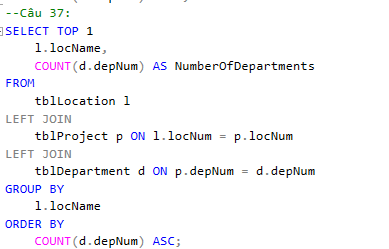 --Câu 37:
SELECT TOP 1
l.locName,
COUNT(d.depNum) AS NumberOfDepartments
FROM
tblLocation l
LEFT JOIN
tblProject p ON l.locNum = p.locNum
LEFT JOIN
tblDepartment d ON p.depNum = d.depNum
GROUP BY
l.locName
ORDER BY
COUNT(d.depNum) ASC;